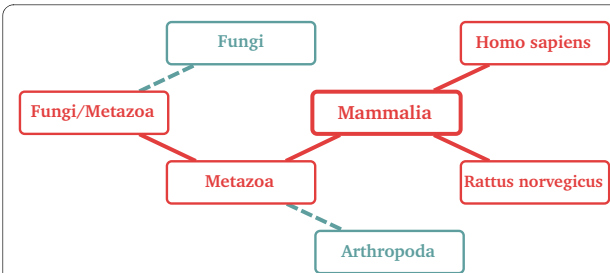 Fungi
Homo sapiens
Fungi/Metazoa
Mammalia
Metazoa
Rattus norvegicus
Arthropoda